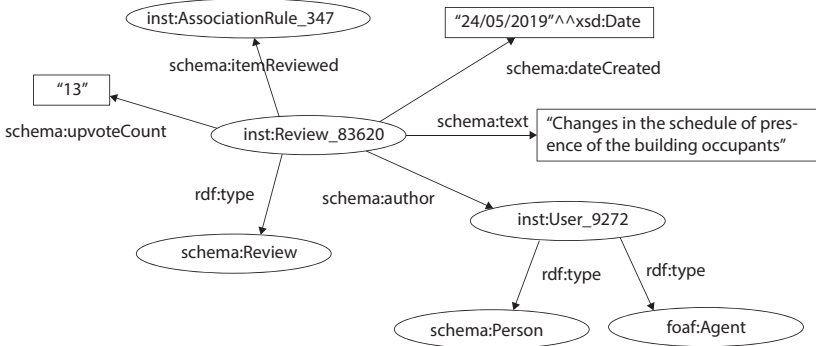 inst:AssociationRule_347
"24/05/2019"^^xsd:Date
schema:itemReviewed
schema:dateCreated
"13"
schema:upvoteCount
inst:Review_83620
schema:text
"Changes in the schedule of pres-
ence of the building occupants"
rdf:type
schema:author
inst:User_9272
schema:Review
rdf:type
rdf:type
schema:Person
foaf:Agent